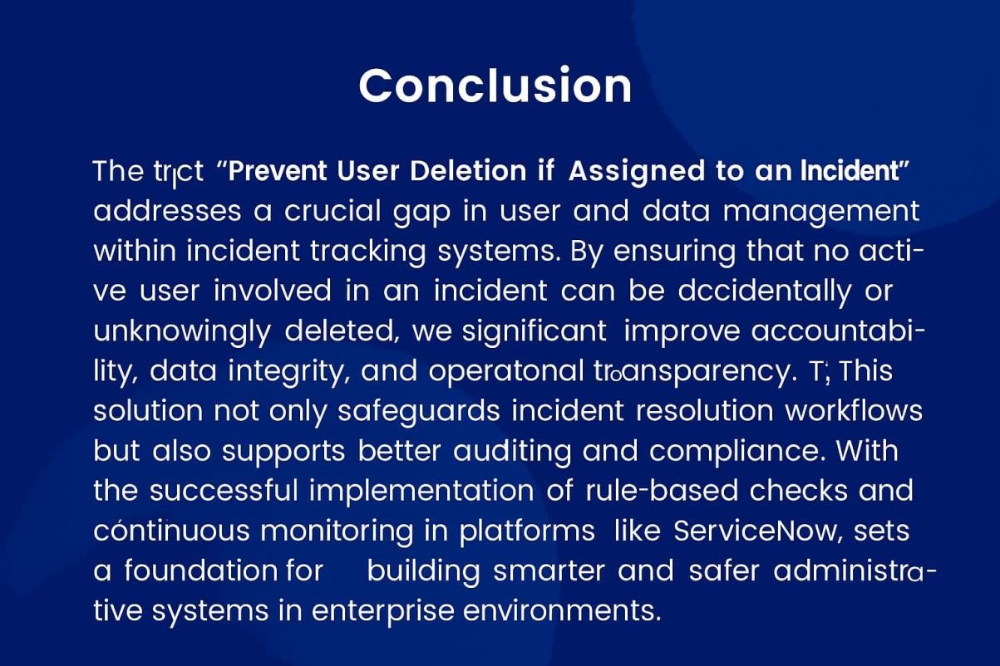 Conclusion
The trıct “Prevent User Deletion if Assigned to an Incident”
addresses a crucial gap in user and data management
within incident tracking systems. By ensuring that no acti-
ve user involved in an incident can be dccidentally or
unknowingly deleted, we significant improve accountabi-
lity, data integrity, and operatonal troansparency. T; This
solution not only safeguards incident resolution workflows
but also supports better auditing and compliance. With
the successful implementation of rule-based checks and
cóntinuous monitoring in platforms like ServiceNow, sets
a foundation for building smarter and safer administra-
tive systems in enterprise environments.